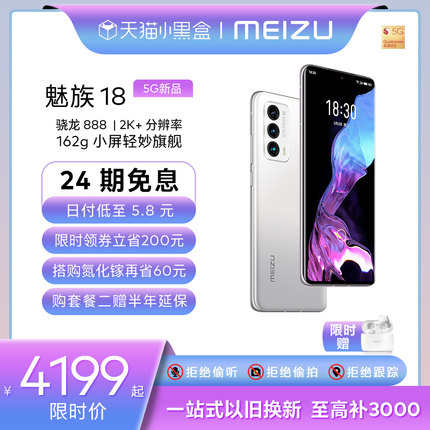 天猫小黑盒 | MEIZU
5G
魅族 18
5G新品
骁龙 888 | 2K+ 分辨率
162g 小屏轻妙旗舰
24 期免息
日付低至 5.8 元
限时领券立省200元
搭购氮化镓再省60元
购套餐二赠半年延保
18:30
MEIZU
限时
赠
¥4199起
限时价
拒绝偷听
拒绝偷拍
拒绝跟踪
一站式以旧换新 至高补3000